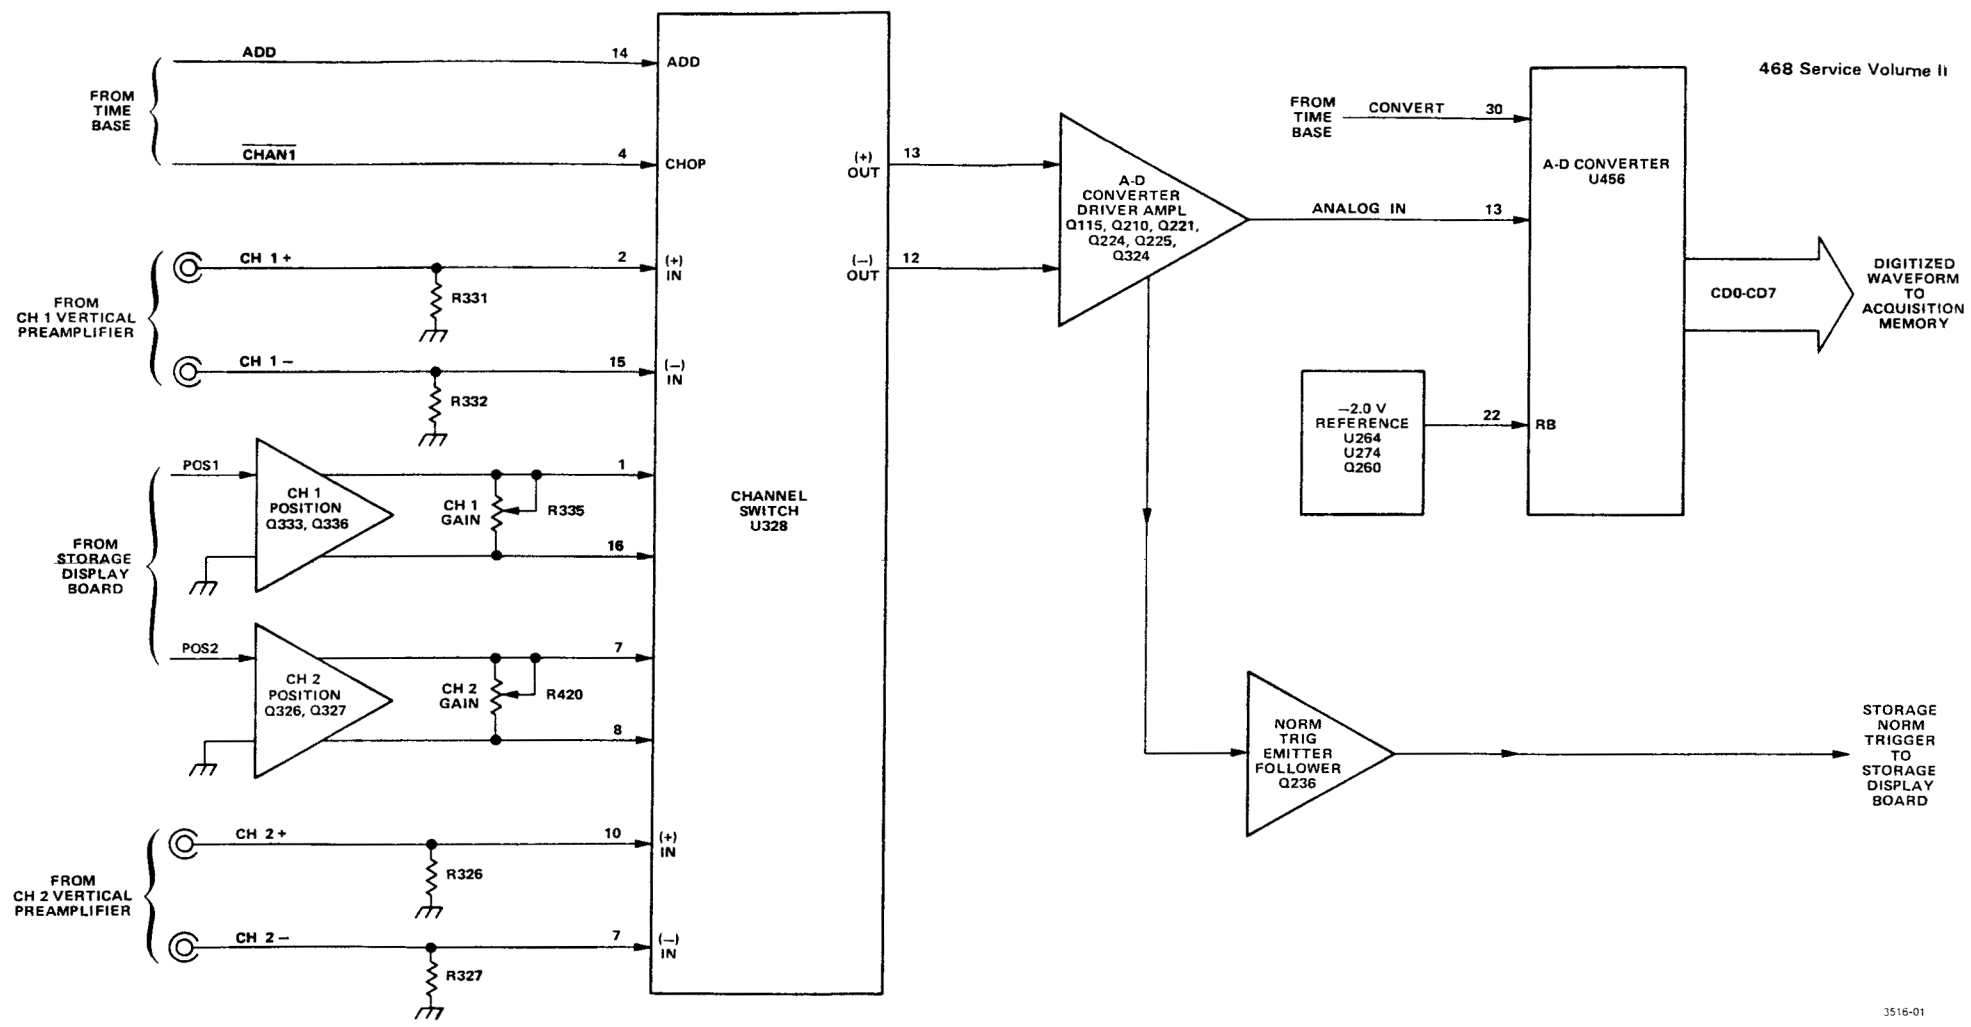 468 Service Volume II
FROM
TIME
BASE
ADD
14
ADD
CHAN1
4
CHOP
FROM
CH 1 VERTICAL
PREAMPLIFIER
CH 1+
2
(+)
IN
R331
CH 1−
15
(−)
IN
R332
FROM
STORAGE
DISPLAY
BOARD
POS1
CH 1
POSITION
Q333, Q336
CH 1
GAIN
R335
1
16
POS2
CH 2
POSITION
Q326, Q327
CH 2
GAIN
R420
7
8
FROM
CH 2 VERTICAL
PREAMPLIFIER
CH 2+
10
(+)
IN
R326
CH 2−
7
(−)
IN
R327
CHANNEL
SWITCH
U328
(+)
OUT
13
(−)
OUT
12
A-D
CONVERTER
DRIVER AMPL
Q115, Q210, Q221,
Q224, Q225,
Q324
FROM
TIME
BASE
CONVERT
30
ANALOG IN
13
A-D CONVERTER
U456
−2.0 V
REFERENCE
U264
U274
Q260
22
RB
CD0-CD7
DIGITIZED
WAVEFORM
TO
ACQUISITION
MEMORY
NORM
TRIG
EMITTER
FOLLOWER
Q236
STORAGE
NORM
TRIGGER
TO
STORAGE
DISPLAY
BOARD
3516-01